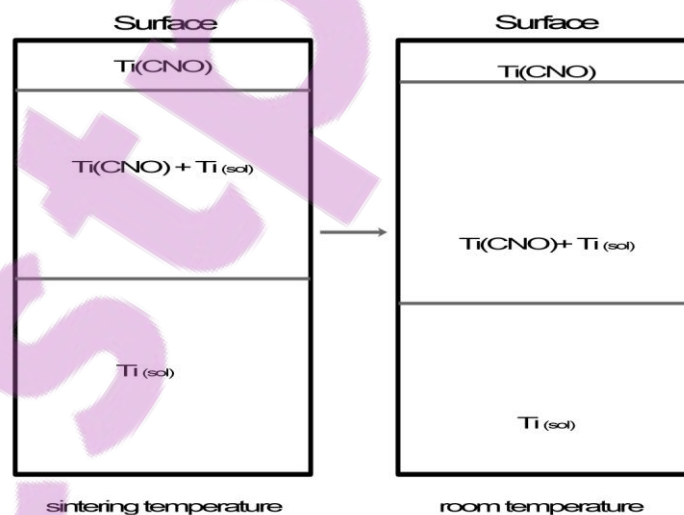 Surface
Ti(CNO)
Ti(CNO) + Ti (sol)
Ti (sol)
sintering temperature
Surface
Ti(CNO)
Ti(CNO)+ Ti (sol)
Ti (sol)
room temperature